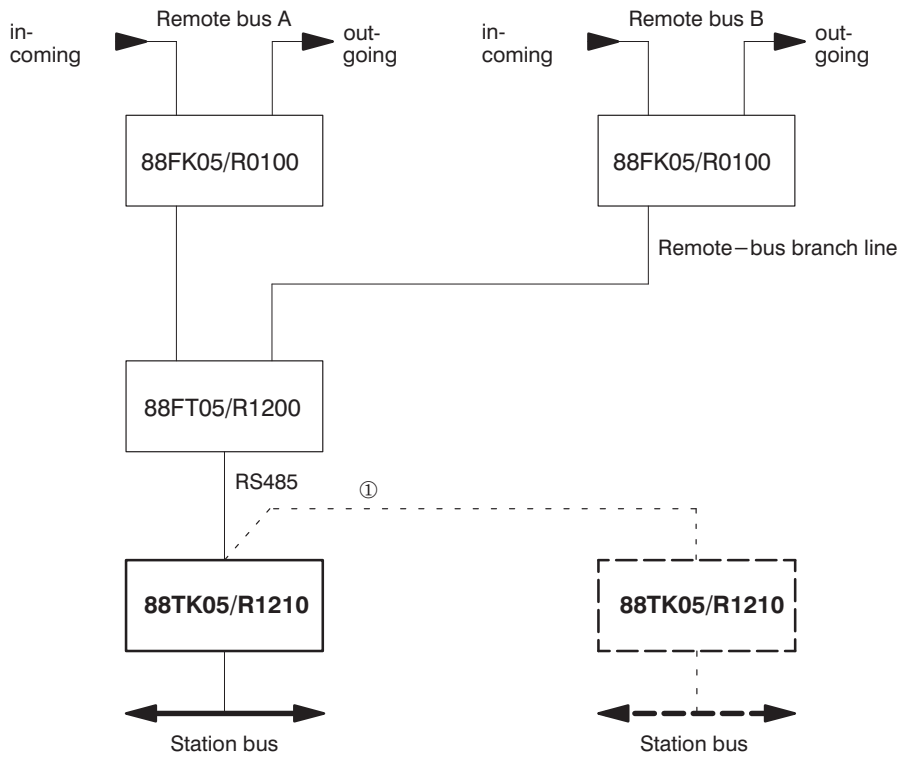 in-
coming
Remote bus A
out-
going
in-
coming
Remote bus B
out-
going
88FK05/R0100
88FK05/R0100
Remote−bus branch line
88FT05/R1200
RS485
①
88TK05/R1210
88TK05/R1210
Station bus
Station bus